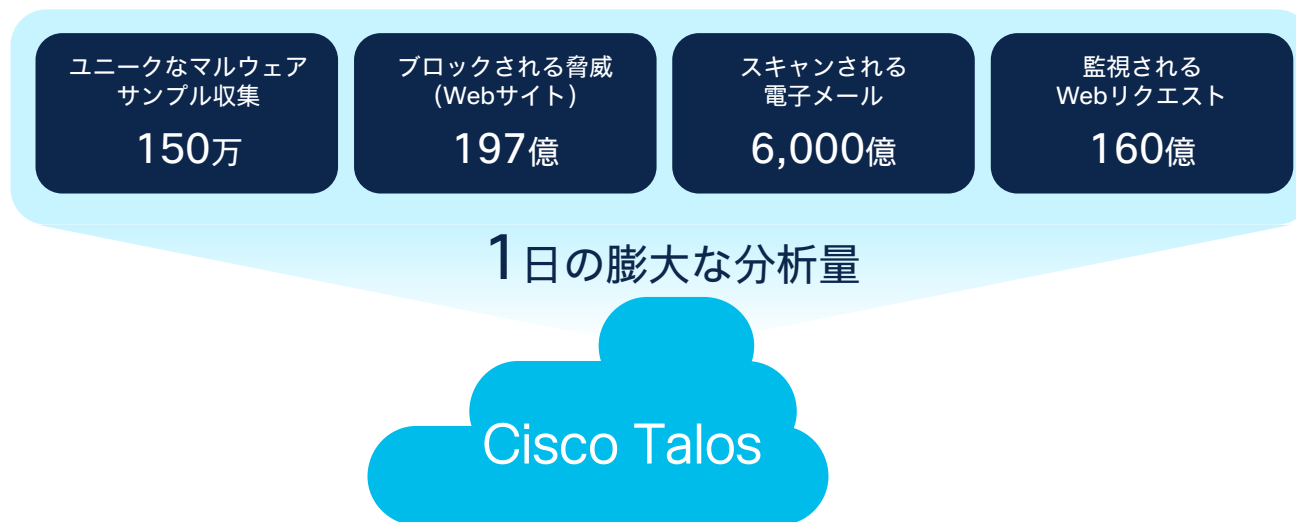 ユニークなマルウェア
サンプル収集
150万
ブロックされる脅威
(Webサイト)
197億
スキャンされる
電子メール
6,000億
監視される
Webリクエスト
160億
1日の膨大な分析量
Cisco Talos